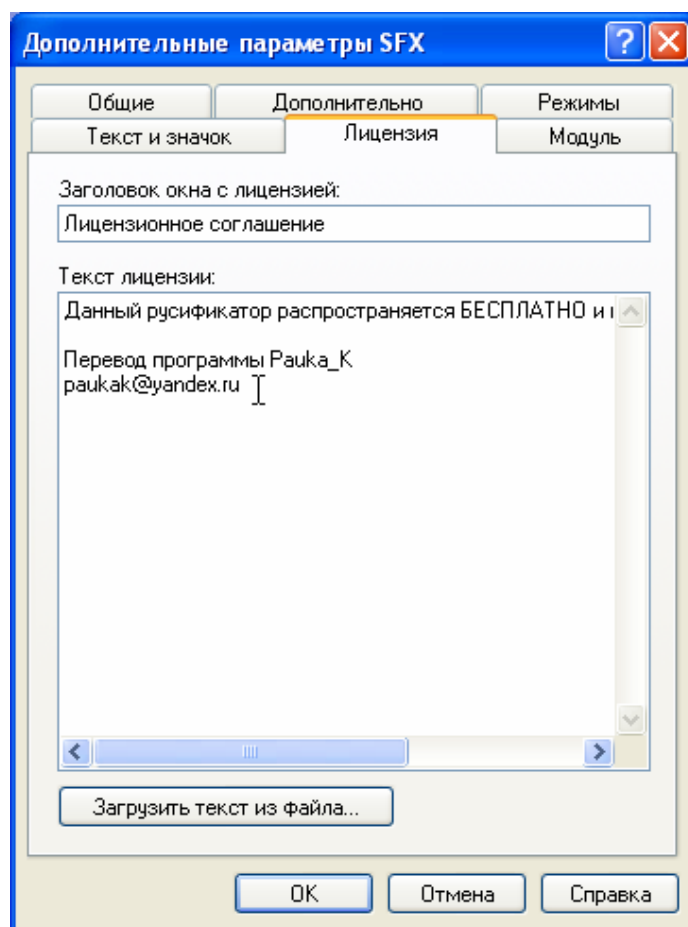 Дополнительные параметры SFX
Общие Дополнительно Режимы
Текст и значок Лицензия Модуль
Заголовок окна с лицензией:
Лицензионное соглашение
Текст лицензии:
Данный русификатор распространяется БЕСПЛАТНО и
Перевод программы Pauka_K
paukak@yandex.ru
Загрузить текст из файла...
OK Отмена Справка